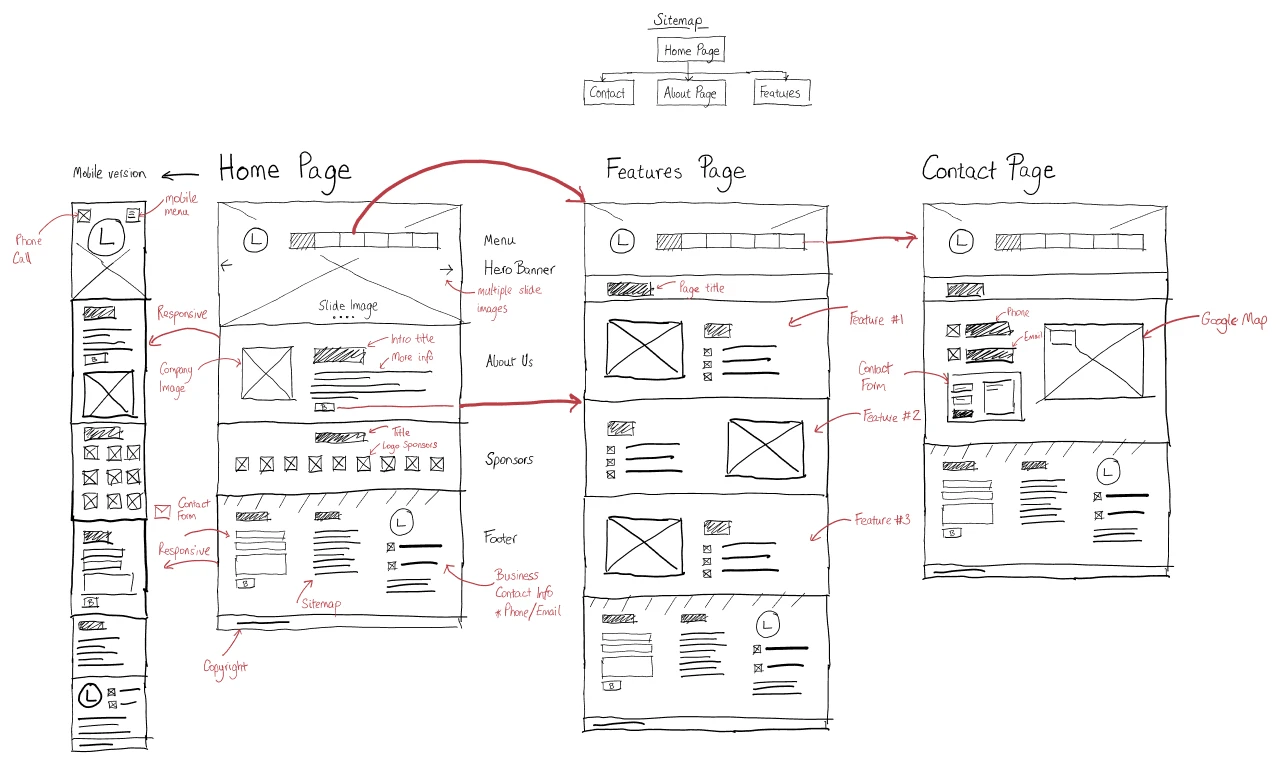 Sitemap
Home Page
Contact
About Page
Features
Mobile version
Home Page
Features Page
Contact Page
mobile menu
Phone Call
L
L
Menu
Hero Banner
Slide Image
multiple slide images
Responsive
Company Image
Intro title
More info
B
B
About Us
Title
Logo Sponsors
Sponsors
Contact Form
Responsive
L
B
B
Footer
Sitemap
Business
Contact Info
* Phone/Email
Copyright
L
L
Page title
Feature #1
Feature #2
Feature #3
L
B
L
Phone
Email
Google Map
Contact Form
L
B